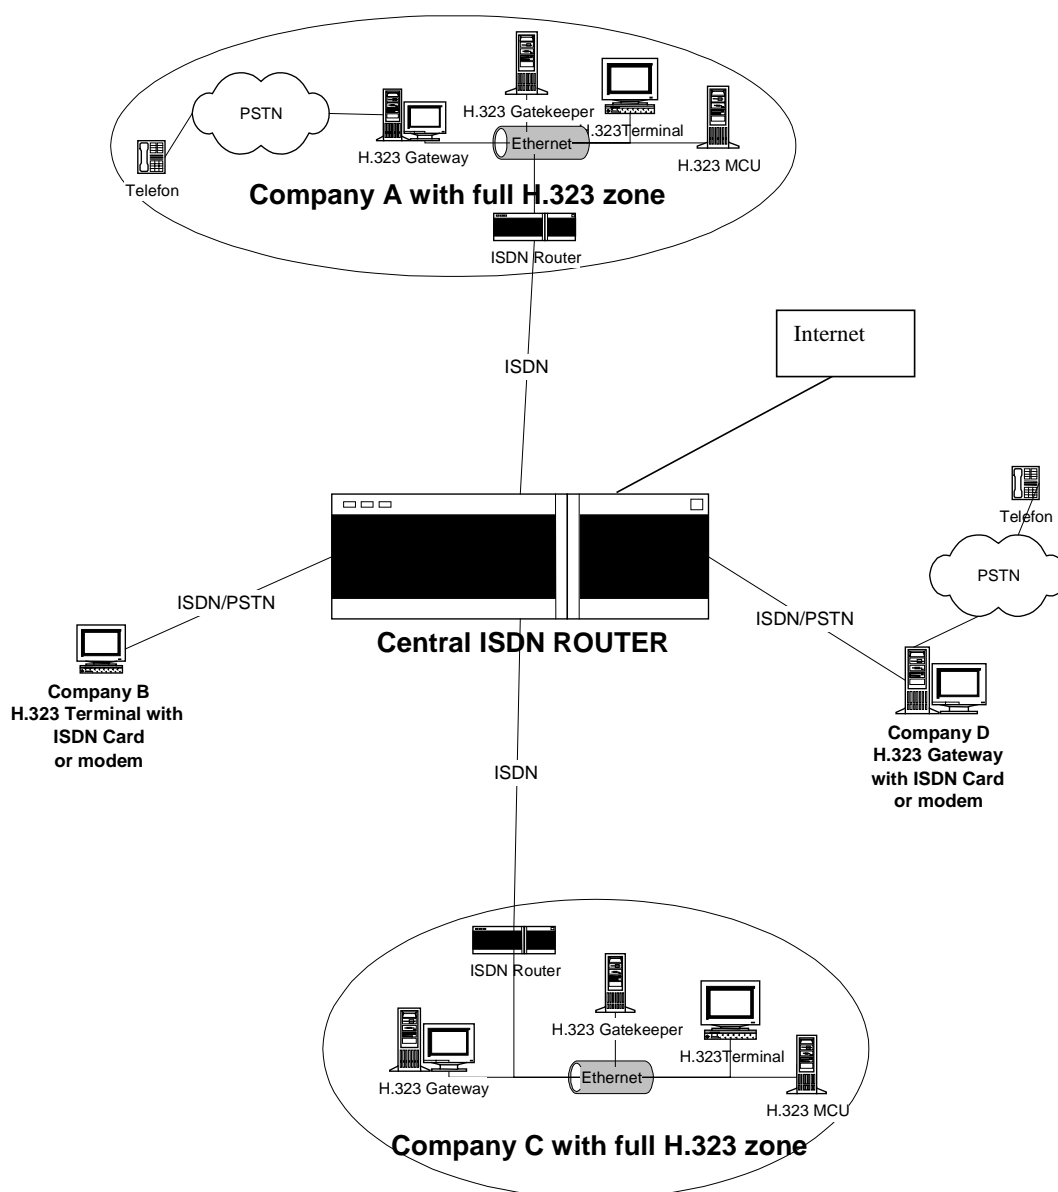 PSTN
H.323 Gatekeeper
H.323Terminal
Ethernet
H.323 Gateway
H.323 MCU
Telefon
Company A with full H.323 zone
ISDN Router
Internet
ISDN
Telefon
PSTN
ISDN/PSTN
ISDN/PSTN
Central ISDN ROUTER
Company B
H.323 Terminal with
ISDN Card
or modem
Company D
H.323 Gateway
with ISDN Card
or modem
ISDN
ISDN Router
H.323 Gatekeeper
H.323Terminal
Ethernet
H.323 Gateway
H.323 MCU
Company C with full H.323 zone